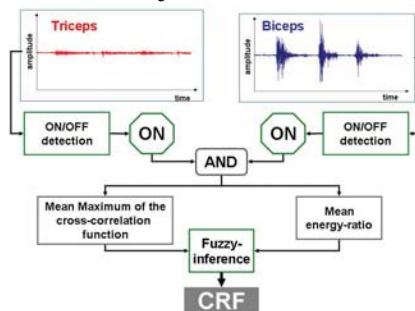 Triceps
amplitude
time
Biceps
amplitude
time
ON/OFF
detection
ON
ON
ON/OFF
detection
AND
Mean Maximum of the
cross-correlation
function
Mean
energy-ratio
Fuzzy-
inference
CRF